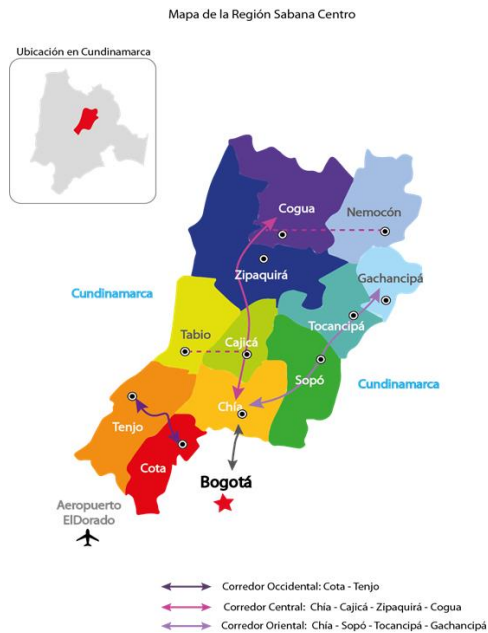 Mapa de la Región Sabana Centro
Ubicación en Cundinamarca
Cogua
Nemocón
Zipaquirá
Gachancipá
Cundinamarca
Tocancipá
Tabio
Cajicá
Sopó
Cundinamarca
Chía
Tenjo
Cota
Bogotá
Aeropuerto
ElDorado
Corredor Occidental: Cota - Tenjo
Corredor Central: Chía - Cajicá - Zipaquirá - Cogua
Corredor Oriental: Chía - Sopó - Tocancipá - Gachancipá